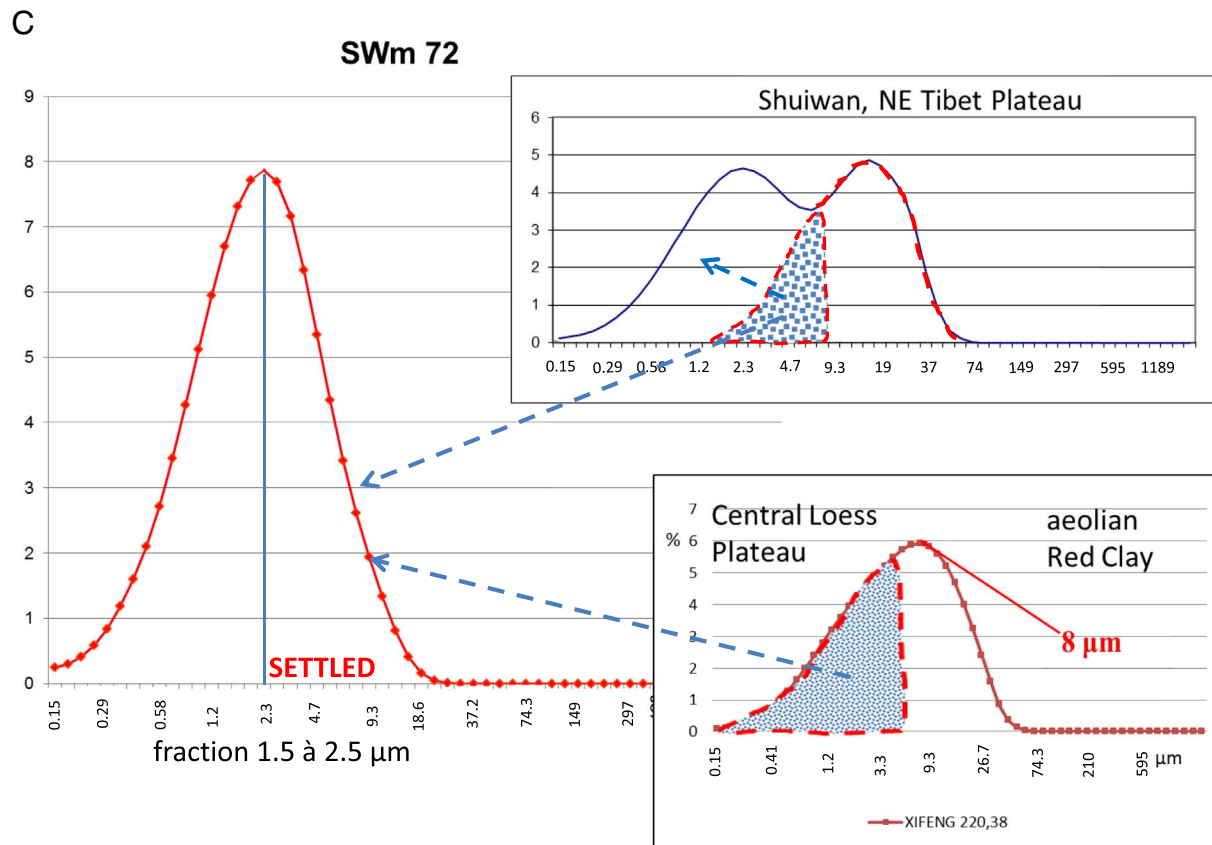 C
SWm 72
9
8
7
6
5
4
3
2
1
0
0.15 0.29 0.58 1.2 2.3 4.7 9.3 18.6 37.2 74.3 149 297
SETTLED
fraction 1.5 à 2.5 µm
Shuiwan, NE Tibet Plateau
6
5
4
3
2
1
0
0.15 0.29 0.58 1.2 2.3 4.7 9.3 19 37 74 149 297 595 1189
Central Loess
Plateau
aeolian
Red Clay
%
7
6
5
4
3
2
1
0
8 µm
0.15 0.41 1.2 3.3 9.3 26.7 74.3 210 595 µm
XIFENG 220,38